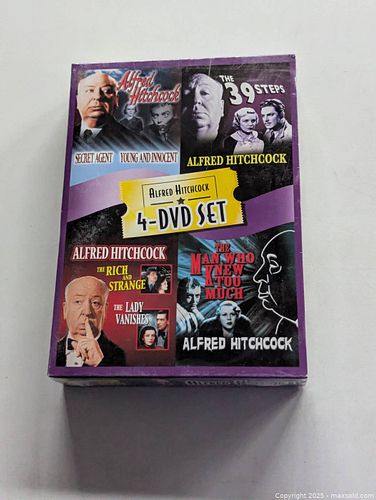 Alfred
Hitchcock
SECRET AGENT YOUNG AND INNOCENT
THE
39 STEPS
ALFRED HITCHCOCK
ALFRED HITCHCOCK
4-DVD SET
ALFRED HITCHCOCK
THE RICH
AND
STRANGE
THE LADY
VANISHES
THE
MAN WHO
KNEW
TOO
MUCH
ALFRED HITCHCOCK
ALFRED HITCHCOCK
Copyright © 2025 - maxsold.com